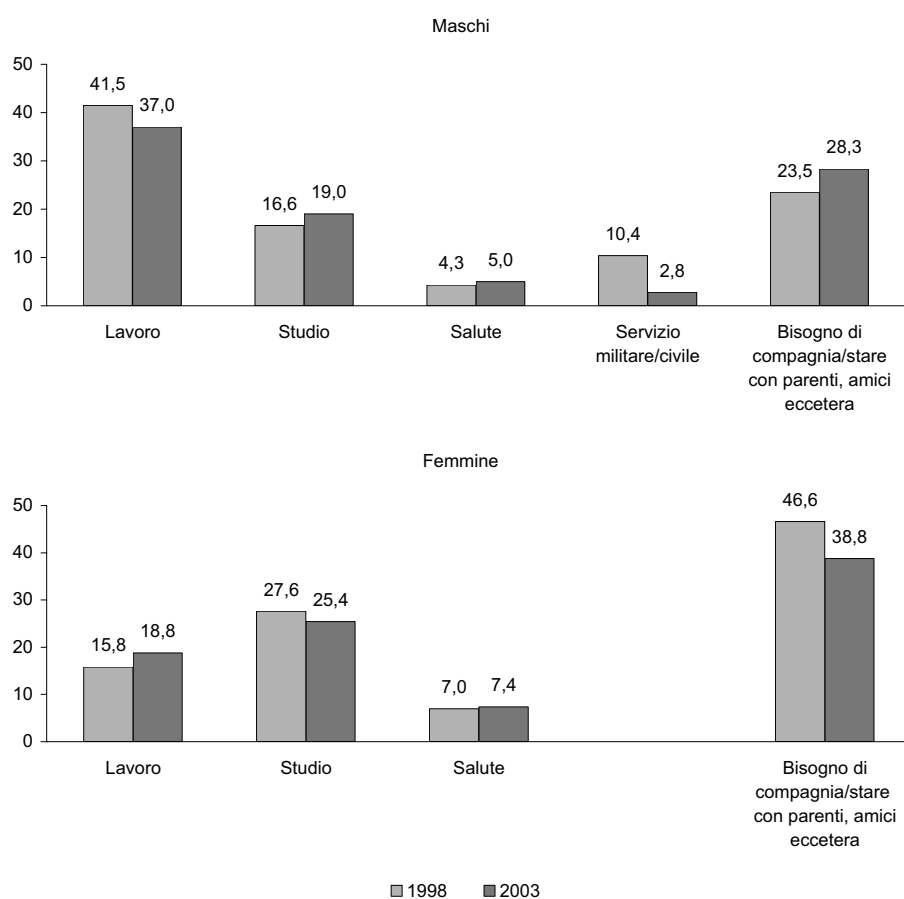 Maschi
50
40
30
20
10
0
41,5
37,0
16,6
19,0
4,3
5,0
10,4
2,8
23,5
28,3
Lavoro
Studio
Salute
Servizio
militare/civile
Bisogno di
compagnia/stare
con parenti, amici
eccetera
Femmine
50
40
30
20
10
0
15,8
18,8
27,6
25,4
7,0
7,4
46,6
38,8
Lavoro
Studio
Salute
Bisogno di
compagnia/stare
con parenti, amici
eccetera
1998
2003